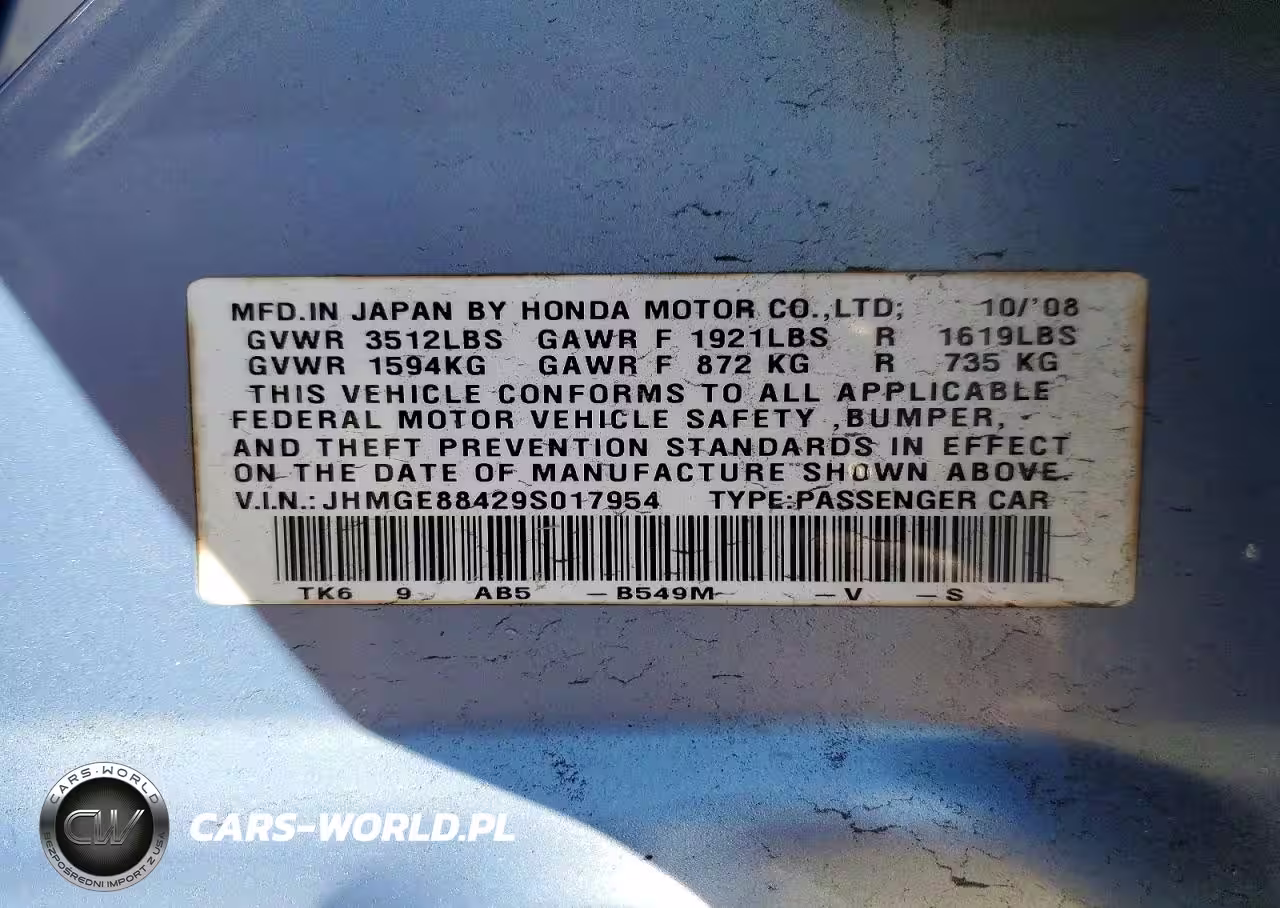 MFD.IN JAPAN BY HONDA MOTOR CO.,LTD; 10/'08
GVWR 3512LBS GAWR F 1921LBS R 1619LBS
GVWR 1594KG GAWR F 872 KG R 735 KG
THIS VEHICLE CONFORMS TO ALL APPLICABLE
FEDERAL MOTOR VEHICLE SAFETY ,BUMPER,
AND THEFT PREVENTION STANDARDS IN EFFECT
ON THE DATE OF MANUFACTURE SHOWN ABOVE.
V.I.N.: JHMGE88429S017954 TYPE:PASSENGER CAR
TK6 9 AB5 –B549M –V –S
CARS-WORLD
CW
BEZPOŚREDNI IMPORT Z USA
CARS-WORLD.PL